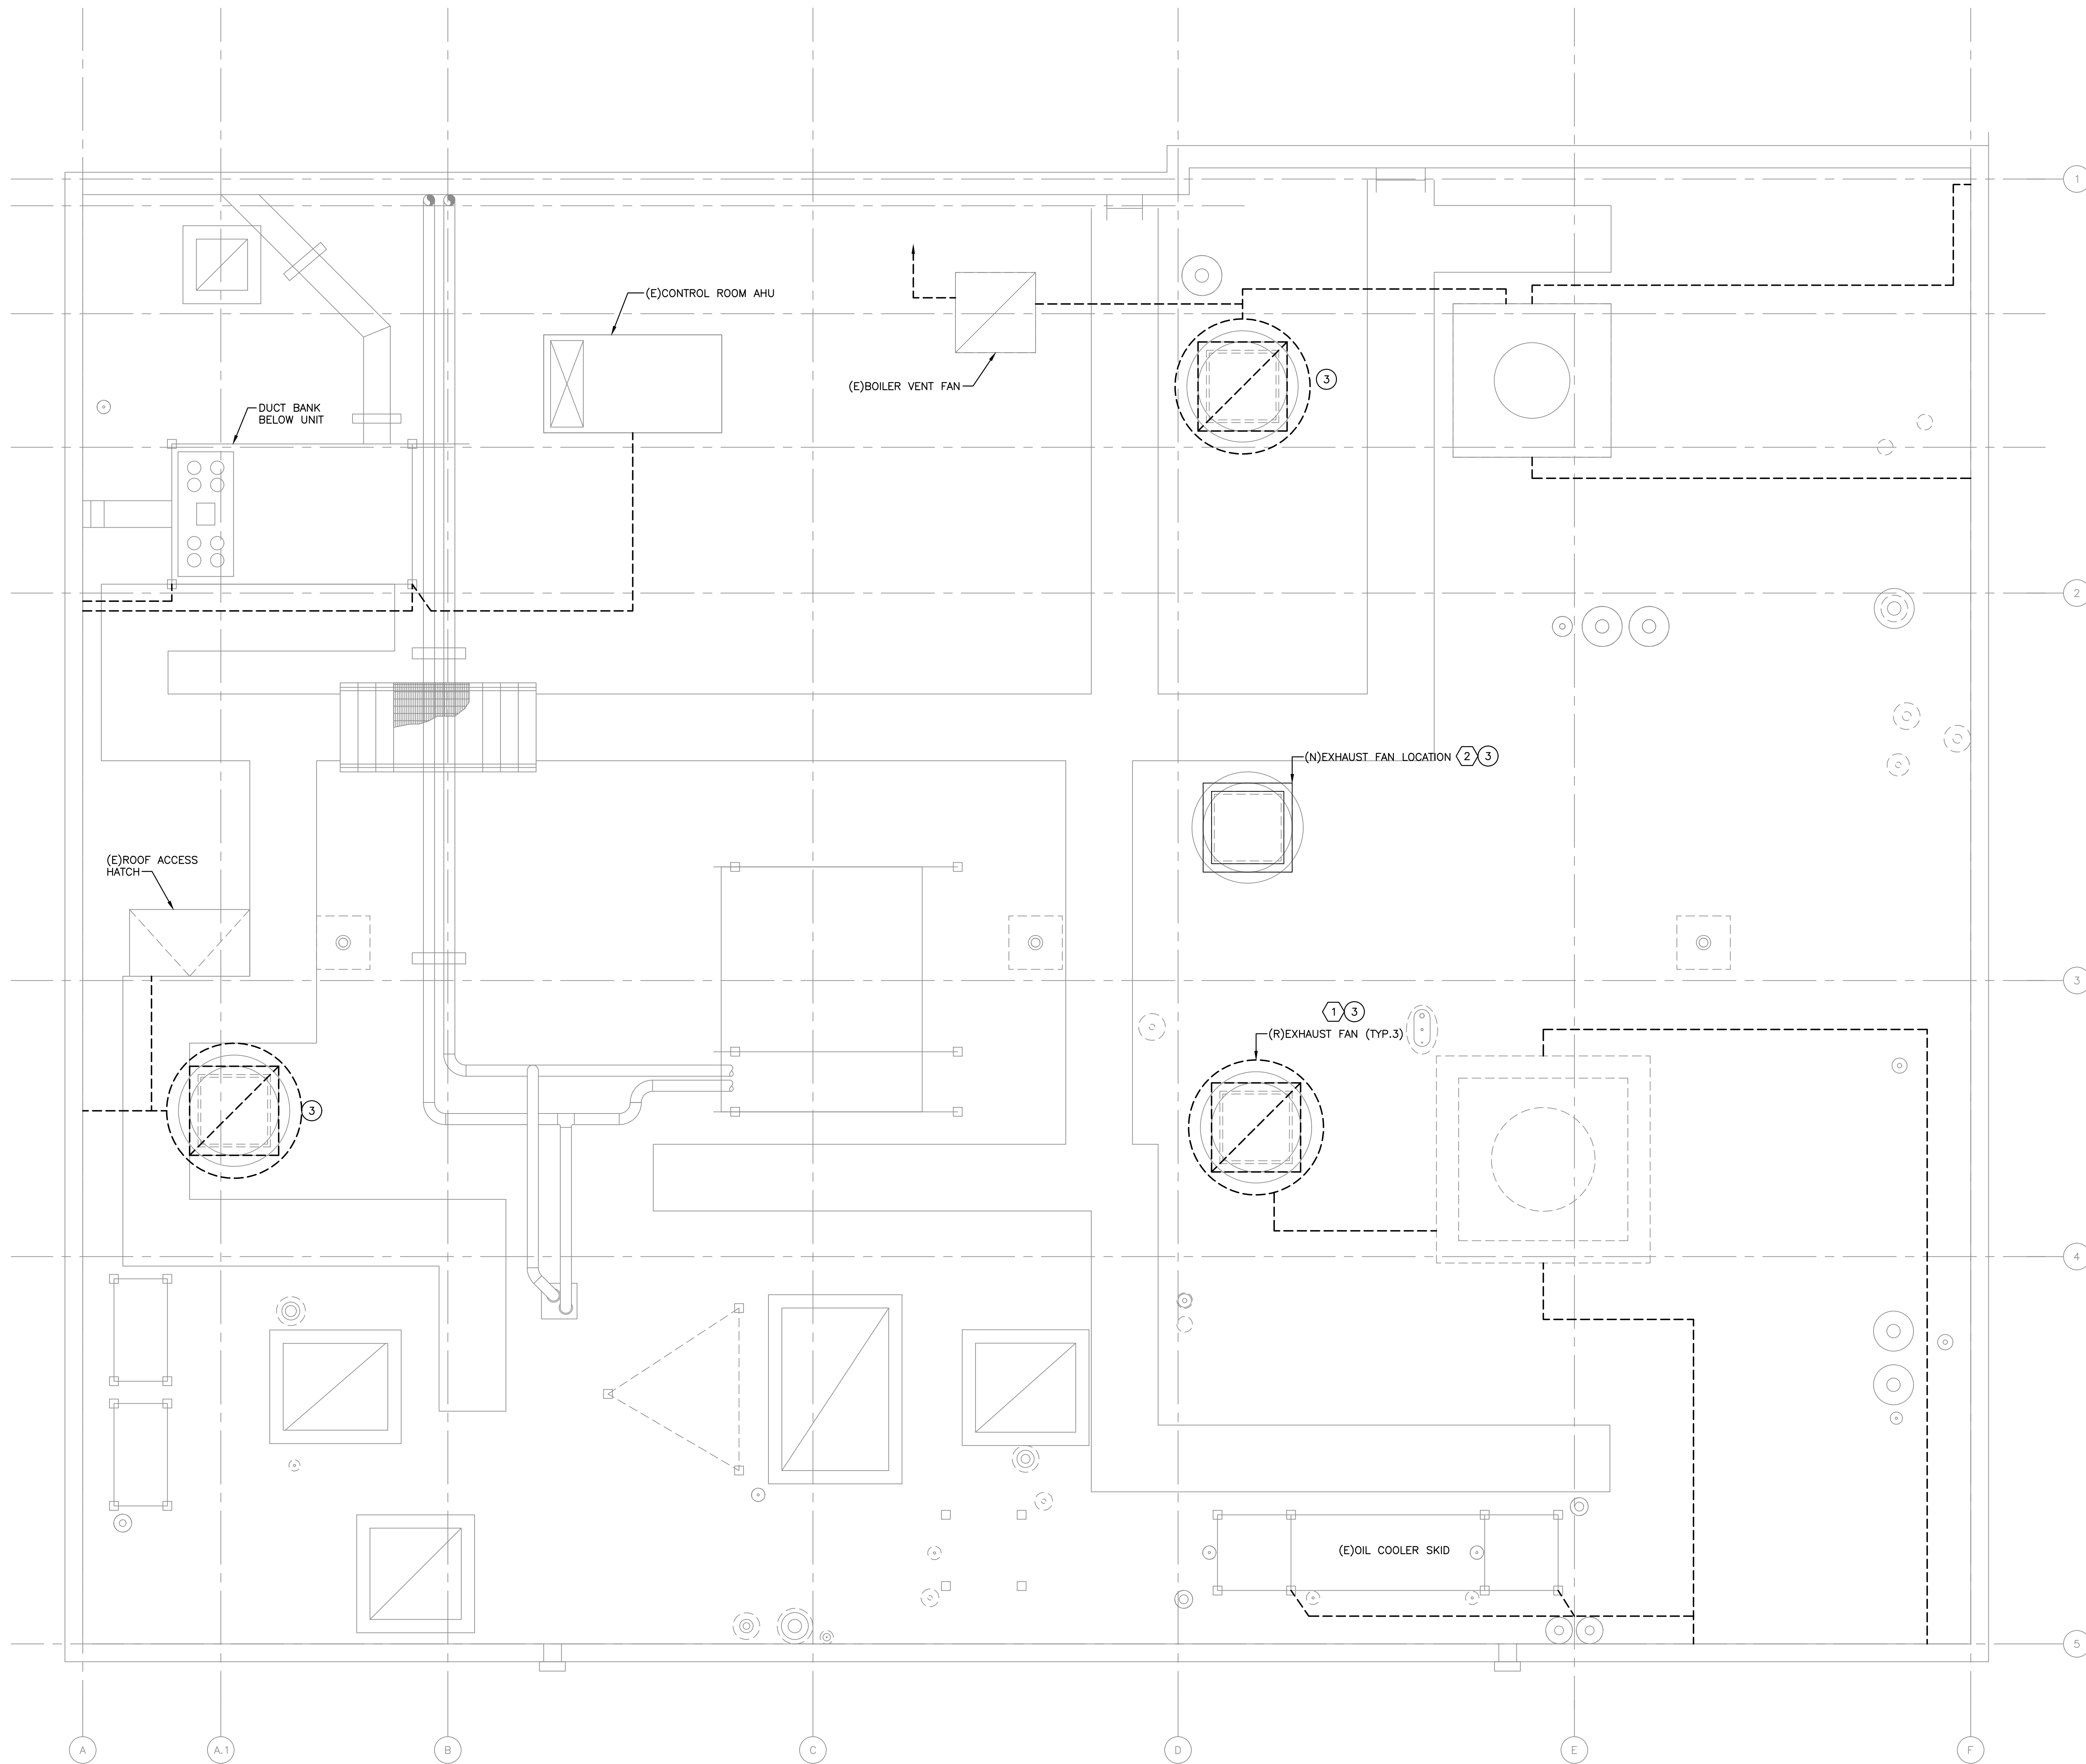 1
(E)CONTROL ROOM AHU
(E)BOILER VENT FAN
3
DUCT BANK
BELOW UNIT
2
(N)EXHAUST FAN LOCATION 2 3
(E)ROOF ACCESS
HATCH
3
1 3
(R)EXHAUST FAN (TYP.3)
3
4
(E)OIL COOLER SKID
5
A
A.1
B
C
D
E
F